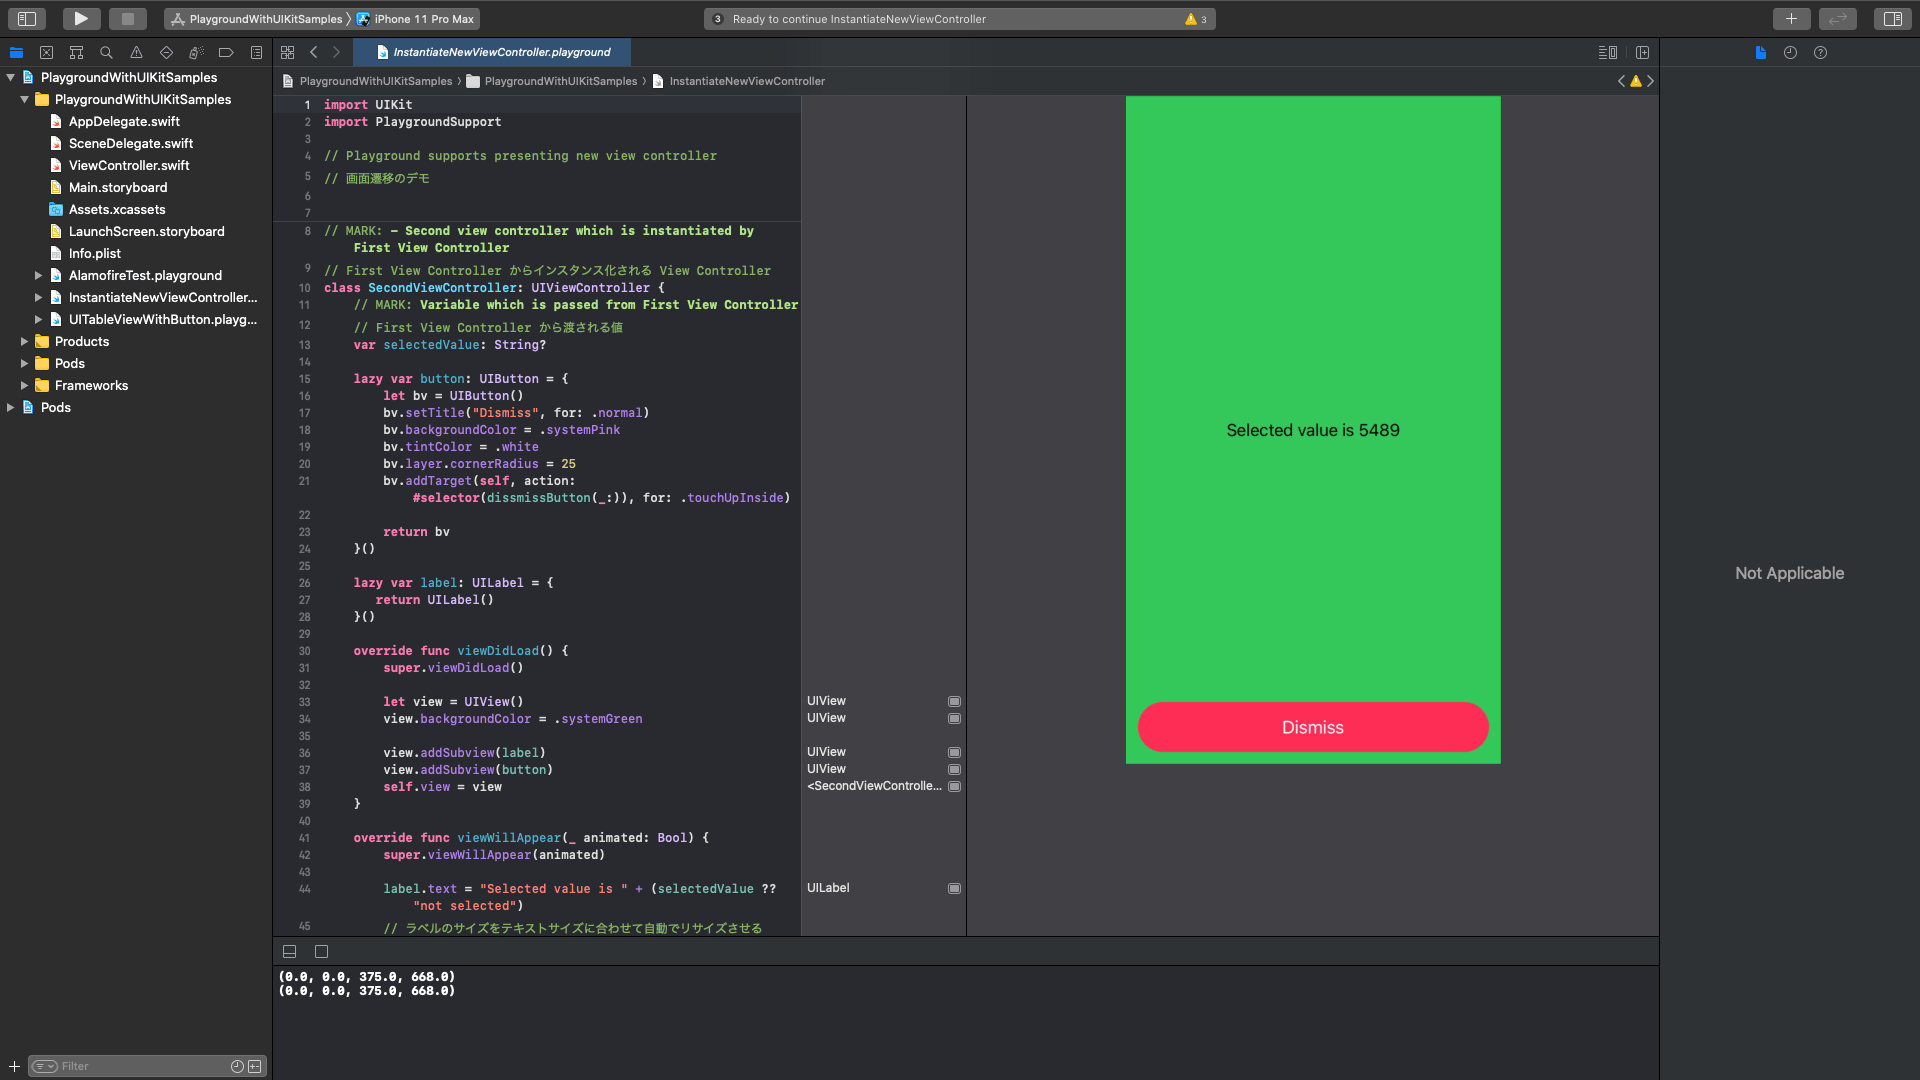 PlaygroundWithUIKitSamples 〉 iPhone 11 Pro Max
3 Ready to continue InstantiateNewViewController 3
InstantiateNewViewController.playground
PlaygroundWithUIKitSamples 〉 PlaygroundWithUIKitSamples 〉 InstantiateNewViewController
PlaygroundWithUIKitSamples
PlaygroundWithUIKitSamples
AppDelegate.swift
SceneDelegate.swift
ViewController.swift
Main.storyboard
Assets.xcassets
LaunchScreen.storyboard
Info.plist
AlamofireTest.playground
InstantiateNewViewController...
UITableViewWithButton.playg...
Products
Pods
Frameworks
Pods
Filter
1 import UIKit
2 import PlaygroundSupport
3
4 // Playground supports presenting new view controller
5 // 画面遷移のデモ
6
7
8 // MARK: - Second view controller which is instantiated by
First View Controller
9 // First View Controller からインスタンス化される View Controller
10 class SecondViewController: UIViewController {
11 // MARK: Variable which is passed from First View Controller
12 // First View Controller から渡される値
13 var selectedValue: String?
14
15 lazy var button: UIButton = {
16 let bv = UIButton()
17 bv.setTitle("Dismiss", for: .normal)
18 bv.backgroundColor = .systemPink
19 bv.tintColor = .white
20 bv.layer.cornerRadius = 25
21 bv.addTarget(self, action:
#selector(dissmissButton(_:)), for: .touchUpInside)
22
23 return bv
24 }()
25
26 lazy var label: UILabel = {
27 return UILabel()
28 }()
29
30 override func viewDidLoad() {
31 super.viewDidLoad()
32
33 let view = UIView()
34 view.backgroundColor = .systemGreen
35
36 view.addSubview(label)
37 view.addSubview(button)
38 self.view = view
39 }
40
41 override func viewWillAppear(_ animated: Bool) {
42 super.viewWillAppear(animated)
43
44 label.text = "Selected value is " + (selectedValue ??
"not selected")
45 // ラベルのサイズをテキストサイズに合わせて自動でリサイズさせる
UIView
UIView
UIView
UIView
<SecondViewControlle...
UILabel
Selected value is 5489
Dismiss
Not Applicable
(0.0, 0.0, 375.0, 668.0)
(0.0, 0.0, 375.0, 668.0)